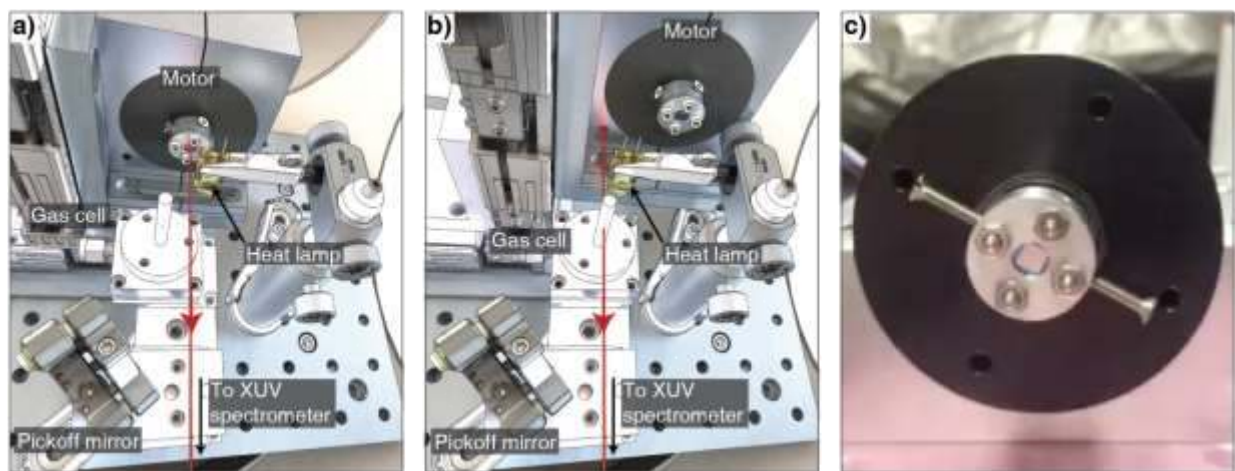 a)
Motor
Gas cell
Heat lamp
To XUV
spectrometer
Pickoff mirror
b)
Motor
Gas cell
Heat lamp
To XUV
spectrometer
Pickoff mirror
c)